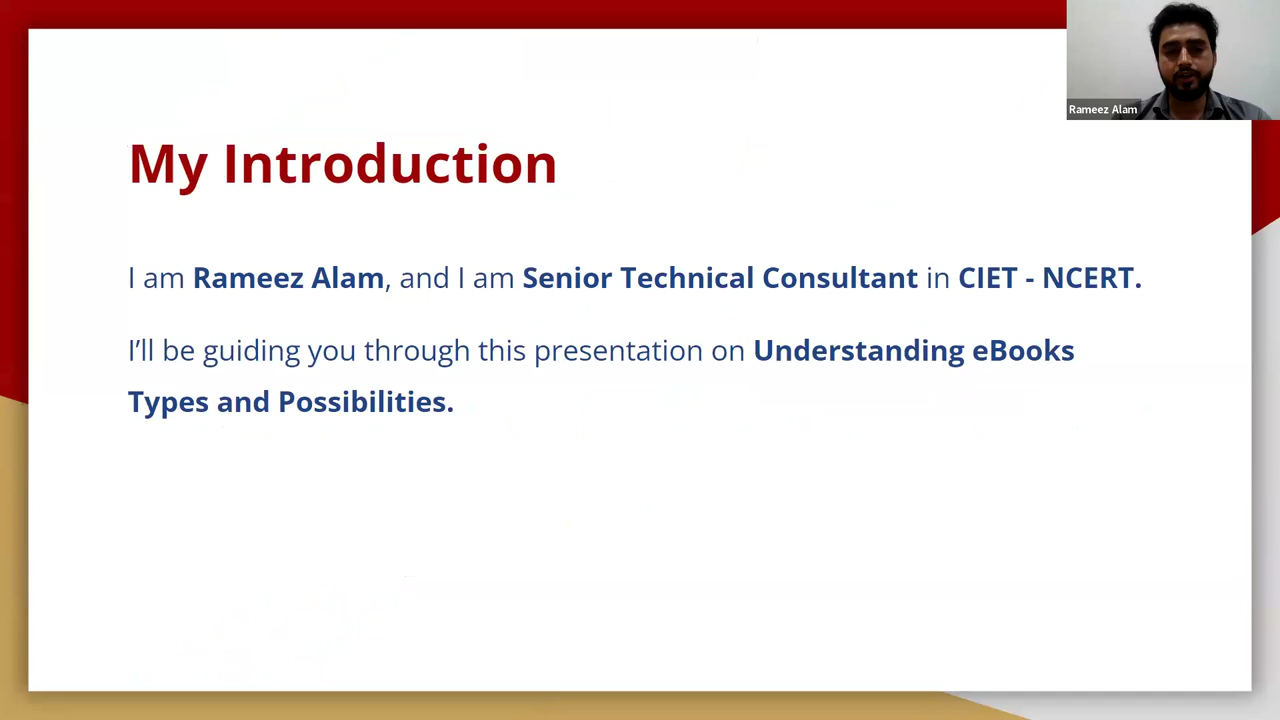 Rameez Alam
My Introduction
I am Rameez Alam, and I am Senior Technical Consultant in CIET - NCERT.
I’ll be guiding you through this presentation on Understanding eBooks
Types and Possibilities.